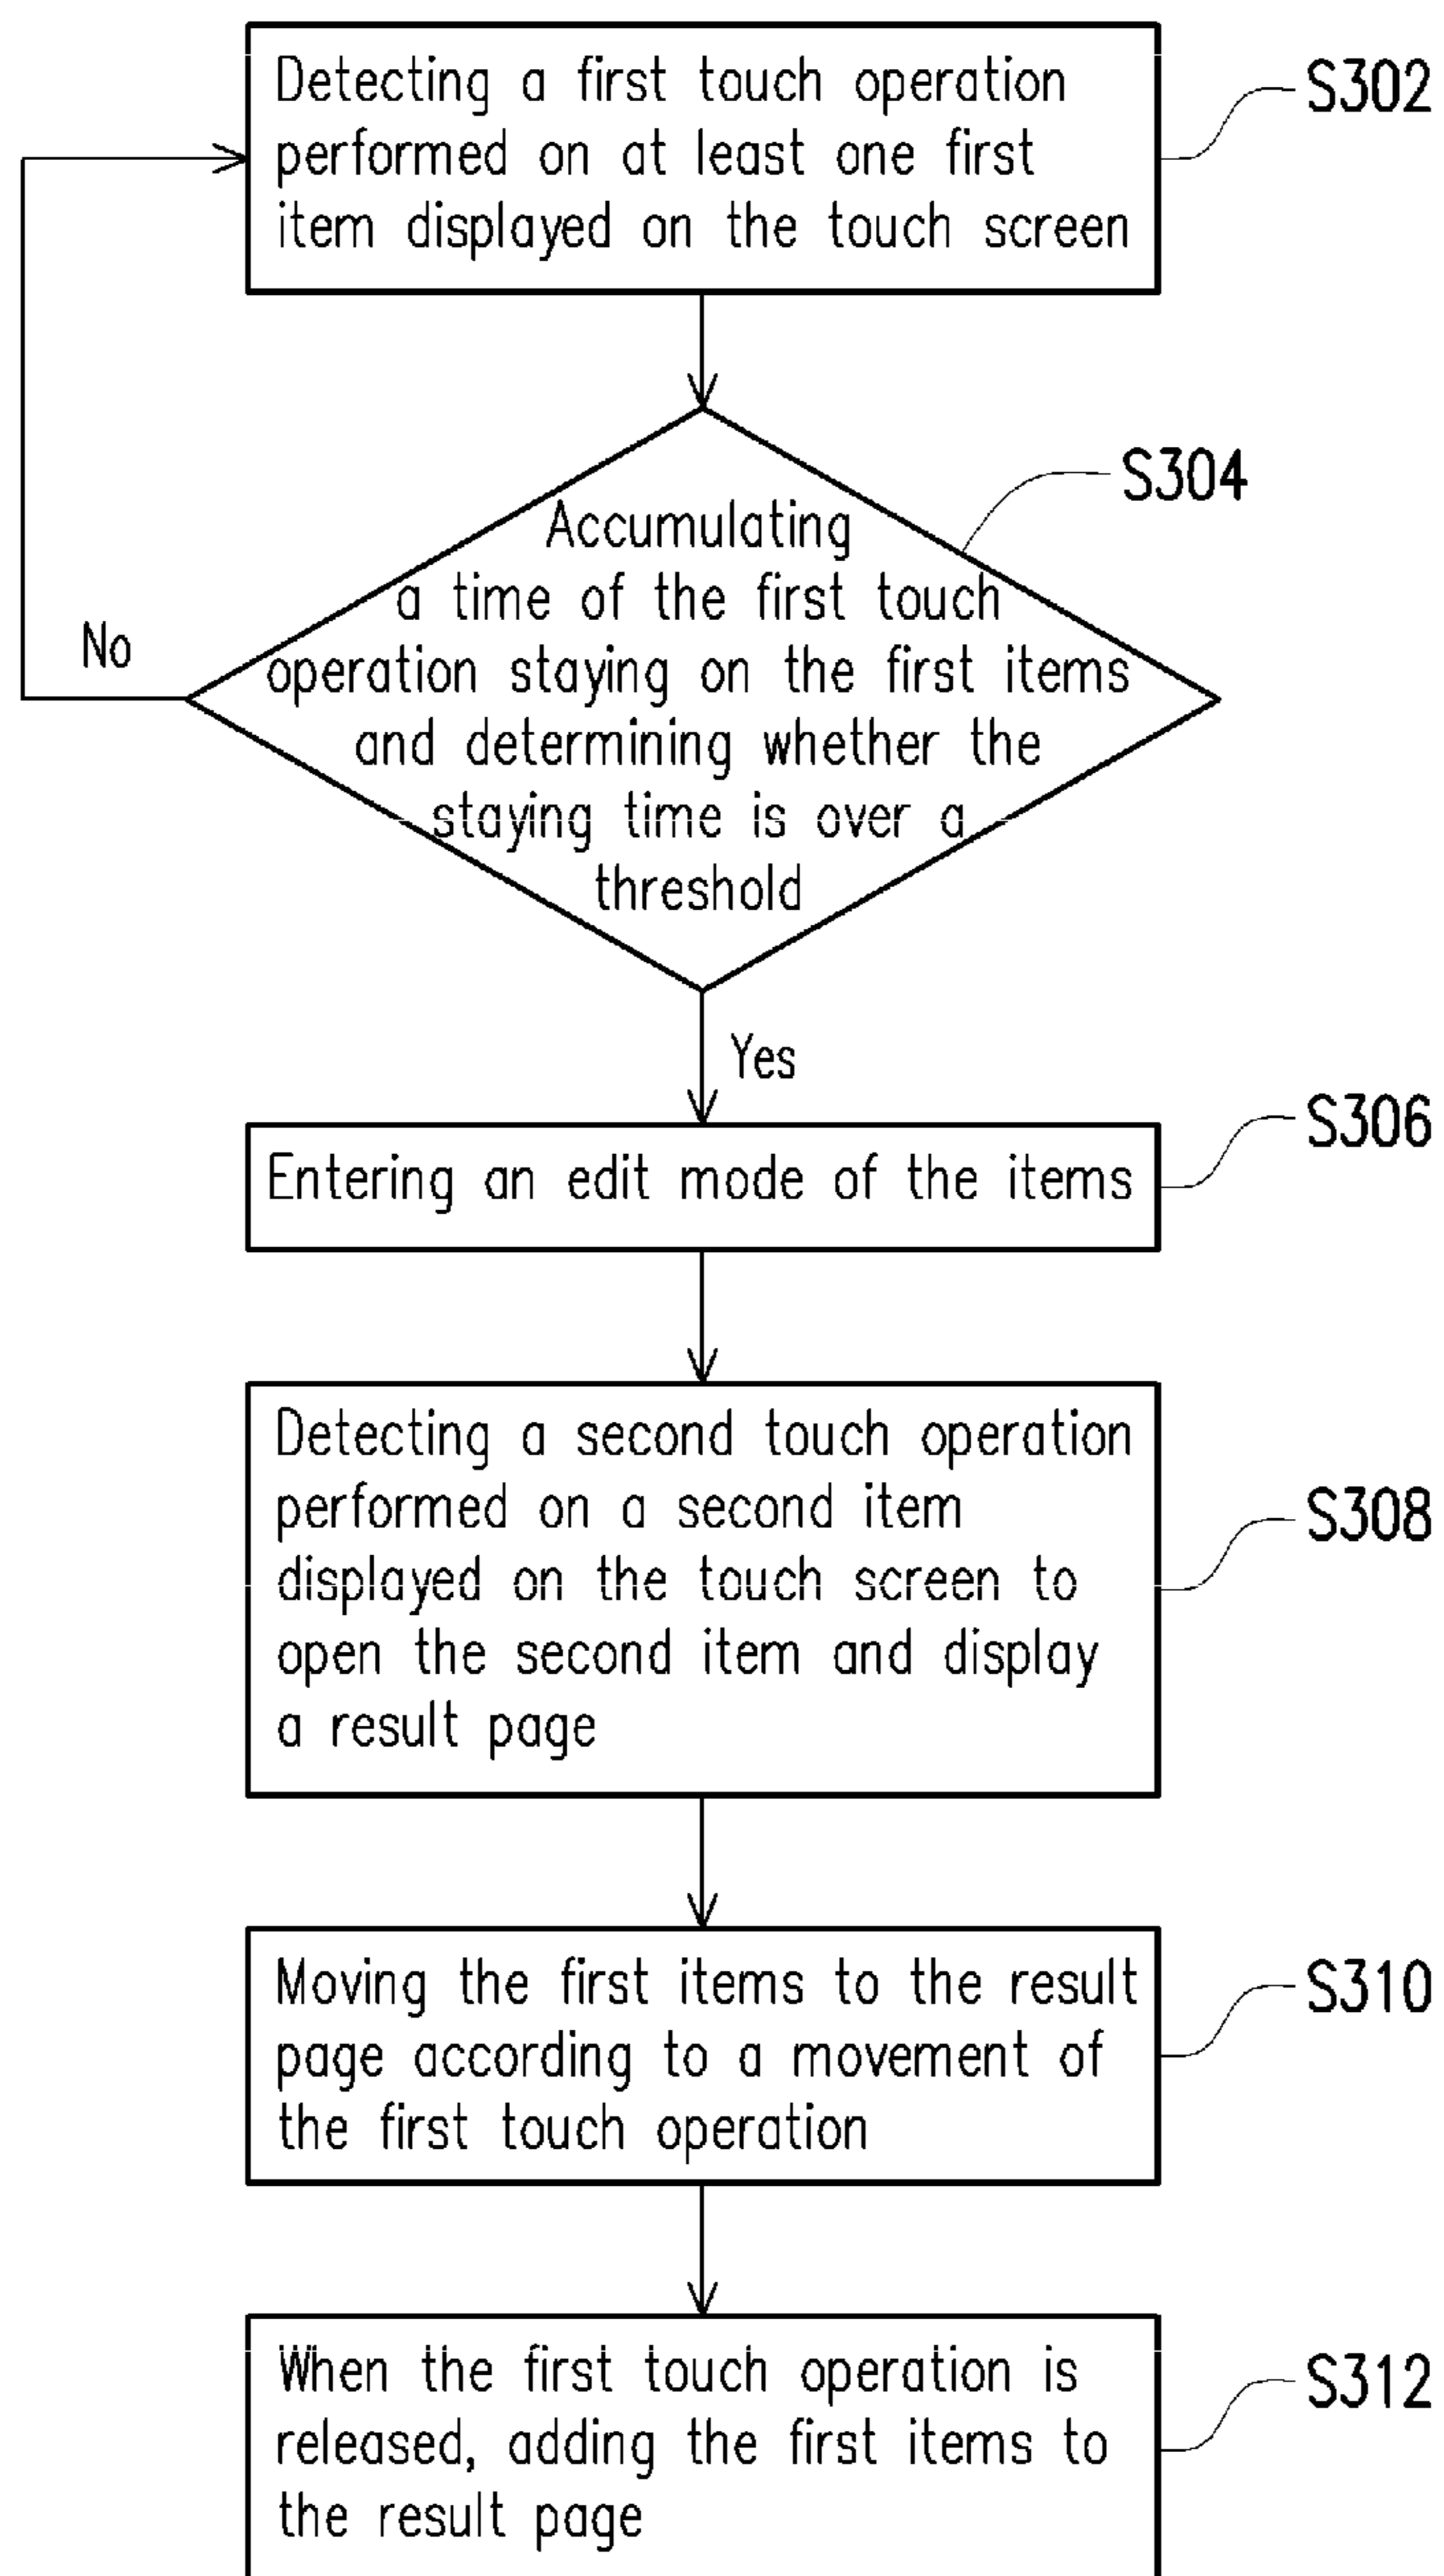 Detecting a first touch operation
performed on at least one first
item displayed on the touch screen
S302
S304
Accumulating
a time of the first touch
operation staying on the first items
and determining whether the
staying time is over a
threshold
No
Yes
S306
Entering an edit mode of the items
Detecting a second touch operation
performed on a second item
displayed on the touch screen to
open the second item and display
a result page
S308
Moving the first items to the result
page according to a movement of
the first touch operation
S310
When the first touch operation is
released, adding the first items to
the result page
S312